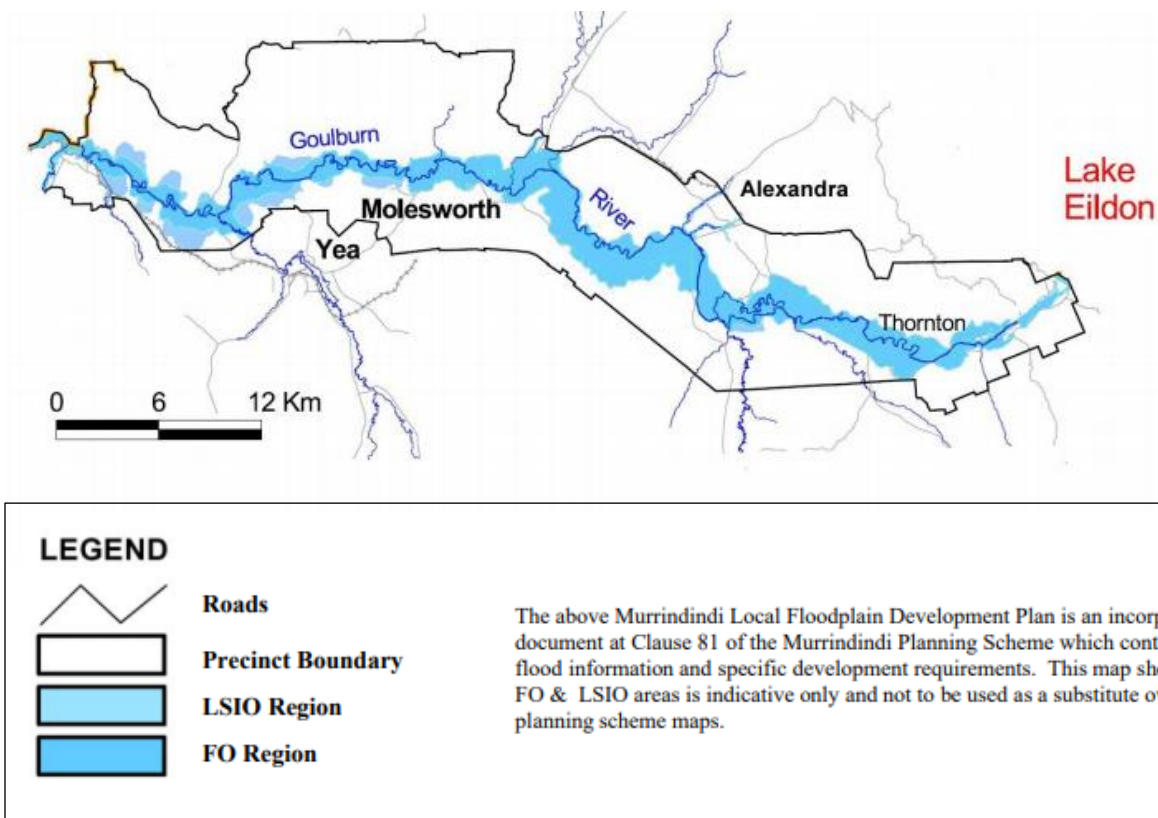 Goulburn
River
Alexandra
Lake
Eildon
Molesworth
Yea
Thornton
0 6 12 Km
LEGEND
Roads
Precinct Boundary
LSIO Region
FO Region
The above Murrindindi Local Floodplain Development Plan is an incorp
document at Clause 81 of the Murrindindi Planning Scheme which cont
flood information and specific development requirements. This map sh
FO & LSIO areas is indicative only and not to be used as a substitute o
planning scheme maps.